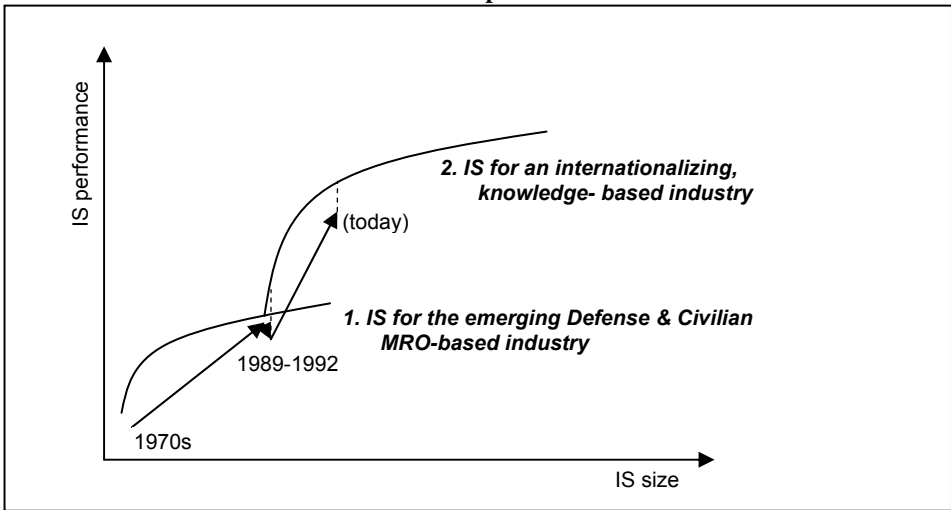 IS performance
2. IS for an internationalizing,
knowledge- based industry
(today)
1. IS for the emerging Defense & Civilian
MRO-based industry
1989-1992
1970s
IS size